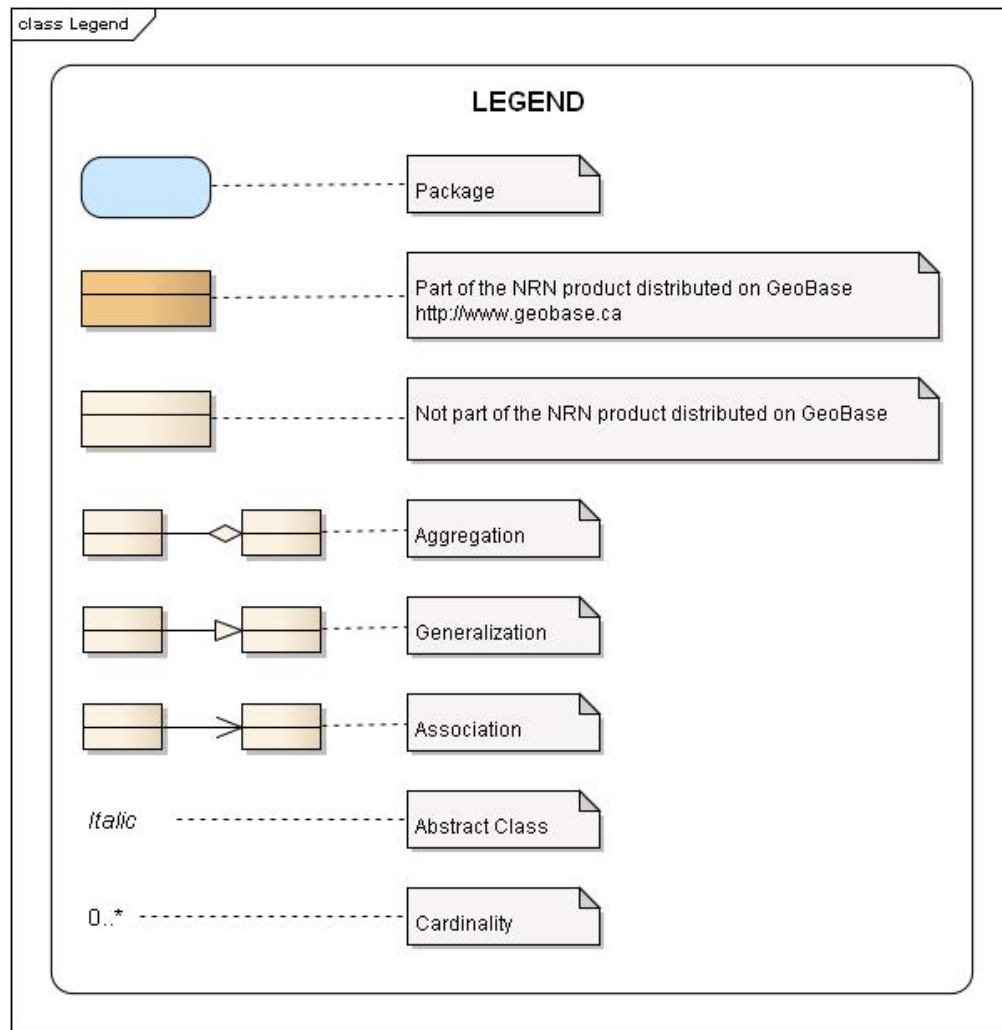 class Legend
LEGEND
Package
Part of the NRN product distributed on GeoBase
http://www.geobase.ca
Not part of the NRN product distributed on GeoBase
Aggregation
Generalization
Association
Italic
Abstract Class
0..*
Cardinality